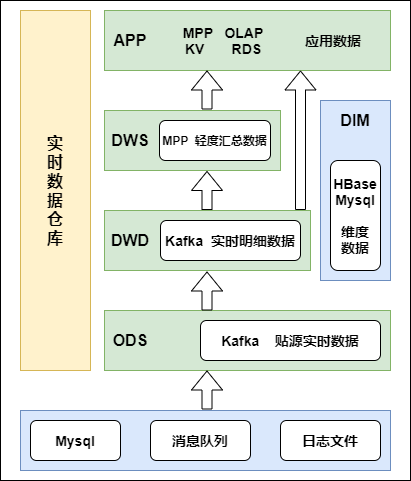 APP
MPP OLAP
KV RDS
应用数据
实时数据仓库
DWS
MPP 轻度汇总数据
DIM
HBase
Mysql
维度
数据
DWD
Kafka 实时明细数据
ODS
Kafka 贴源实时数据
Mysql
消息队列
日志文件